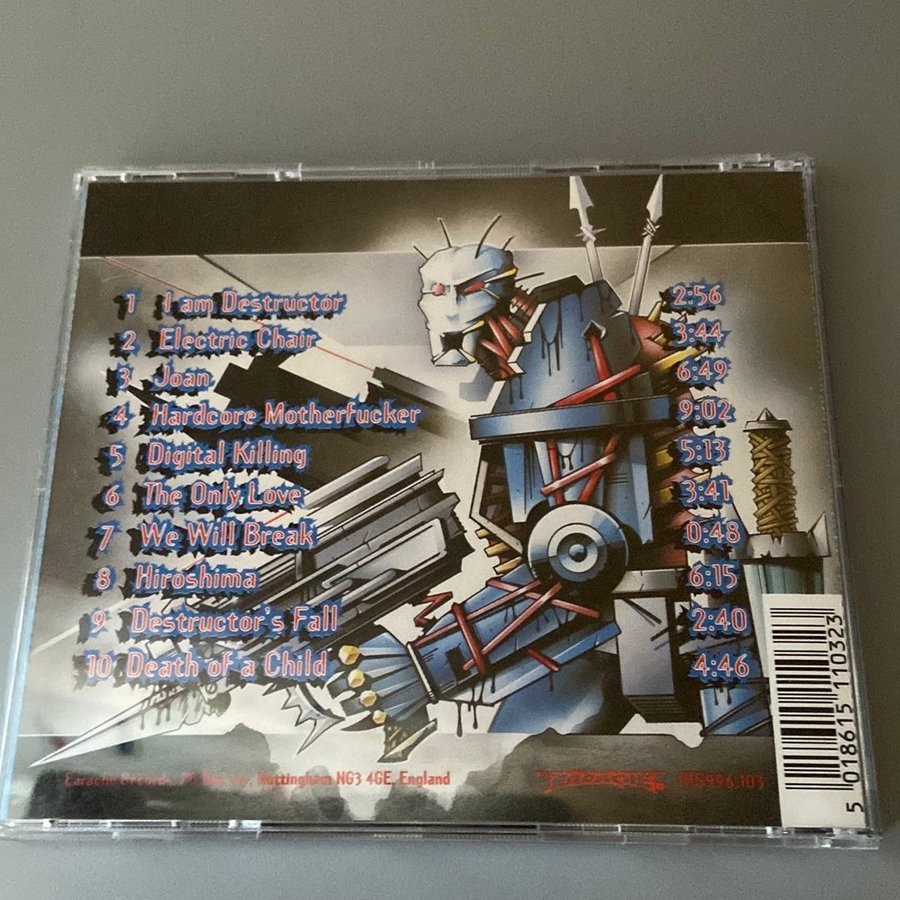 1 I am Destructor 2:56
2 Electric Chair 3:44
3 Joan 6:49
4 Hardcore Motherfucker 9:02
5 Digital Killing 5:13
6 The Only Love 3:41
7 We Will Break 0:48
8 Hiroshima 6:15
9 Destructor's Fall 2:40
10 Death of a Child 4:46
Earache Records, Nottingham NG3 4GE, England
EARACHE
5 018615 110323